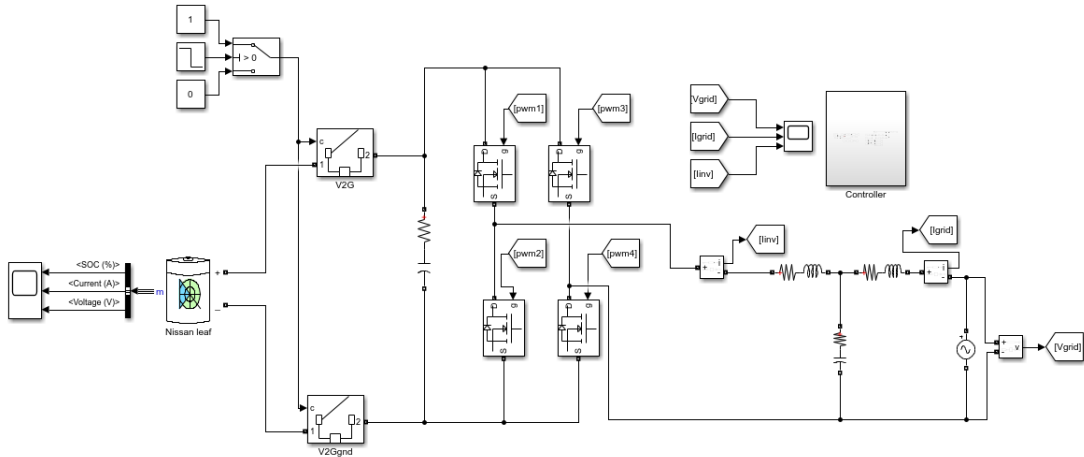 1
> 0
0
c
1
2
V2G
[pwm1]
[pwm3]
g
D
S
g
D
S
[Vgrid]
[Igrid]
[Iinv]
Controller
<SOC (%)>
<Current (A)>
<Voltage (V)>
m
+
–
Nissan leaf
[pwm2]
[pwm4]
g
D
S
g
D
S
[Iinv]
+
i
-
[Igrid]
+
i
-
+
+
-
v
[Vgrid]
c
1
2
V2Ggnd